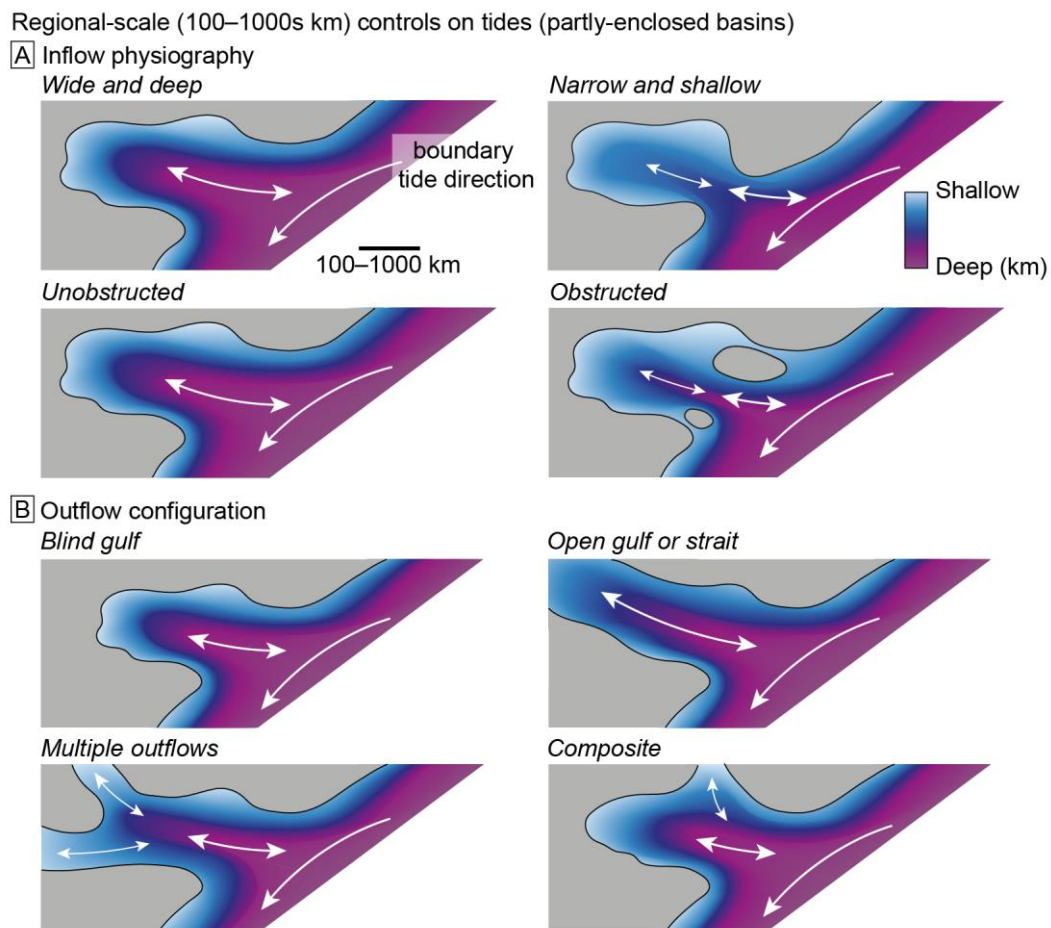 Regional-scale (100–1000s km) controls on tides (partly-enclosed basins)
A Inflow physiography
Wide and deep
Narrow and shallow
boundary
tide direction
100–1000 km
Shallow
Deep (km)
Unobstructed
Obstructed
B Outflow configuration
Blind gulf
Open gulf or strait
Multiple outflows
Composite